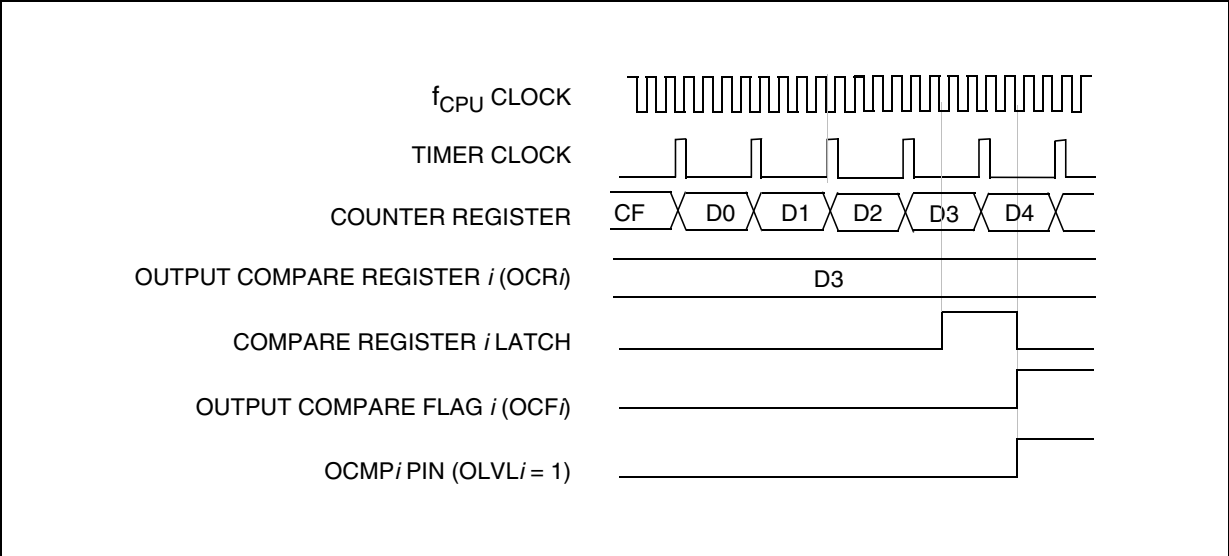 fCPU CLOCK
TIMER CLOCK
COUNTER REGISTER CF D0 D1 D2 D3 D4
OUTPUT COMPARE REGISTER i (OCRi) D3
COMPARE REGISTER i LATCH
OUTPUT COMPARE FLAG i (OCFi)
OCMPi PIN (OLVLi = 1)